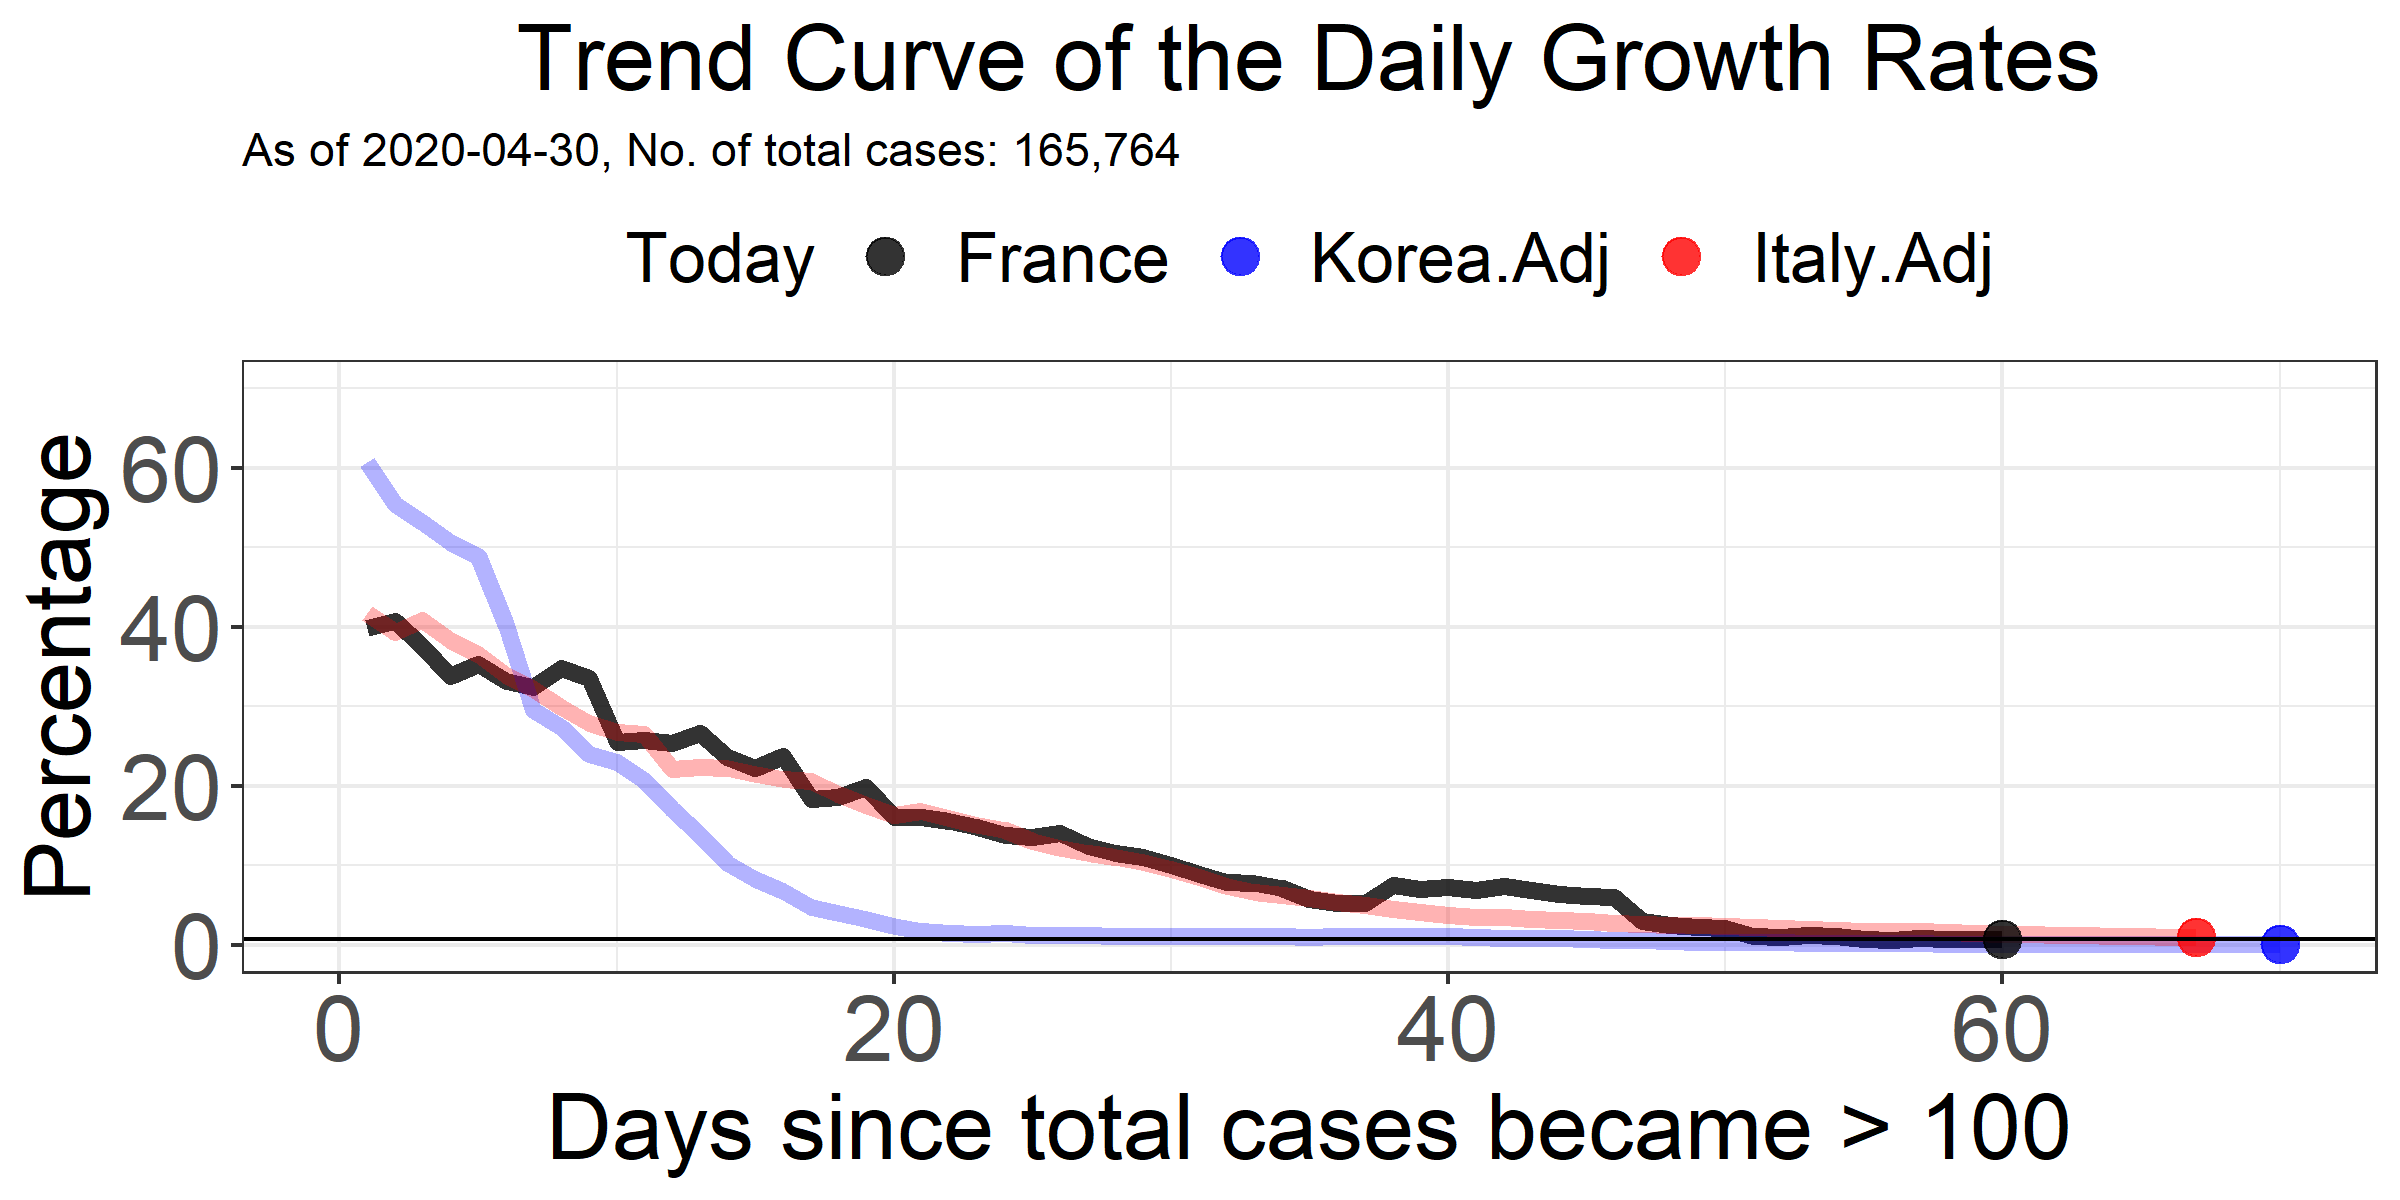 Trend Curve of the Daily Growth Rates
As of 2020-04-30, No. of total cases: 165,764
Today France Korea.Adj Italy.Adj
Percentage
60
40
20
0
0 20 40 60
Days since total cases became > 100